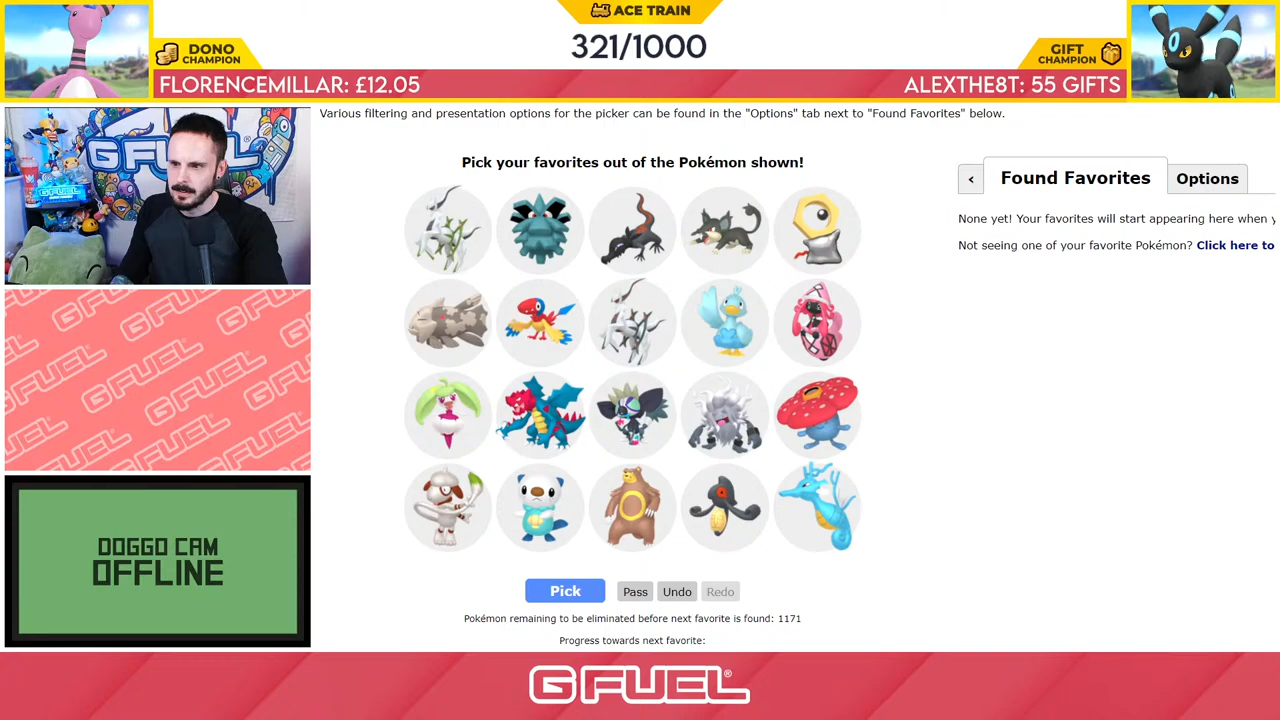 ACE TRAIN
321/1000
DONO
CHAMPION
FLORENCEMILLAR: £12.05
GIFT
CHAMPION
ALEXTHE8T: 55 GIFTS
Various filtering and presentation options for the picker can be found in the "Options" tab next to "Found Favorites" below.
Pick your favorites out of the Pokémon shown!
‹ Found Favorites Options
None yet! Your favorites will start appearing here when y
Not seeing one of your favorite Pokémon? Click here to
G FUEL
G FUEL
DOGGO CAM
OFFLINE
Pick Pass Undo Redo
Pokémon remaining to be eliminated before next favorite is found: 1171
Progress towards next favorite:
G FUEL®